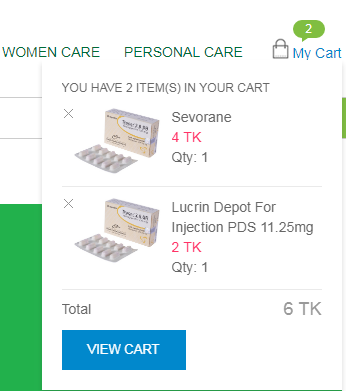 2
WOMEN CARE PERSONAL CARE My Cart
YOU HAVE 2 ITEM(S) IN YOUR CART
Sevorane
4 TK
Qty: 1
Lucrin Depot For
Injection PDS 11.25mg
2 TK
Qty: 1
Total 6 TK
VIEW CART